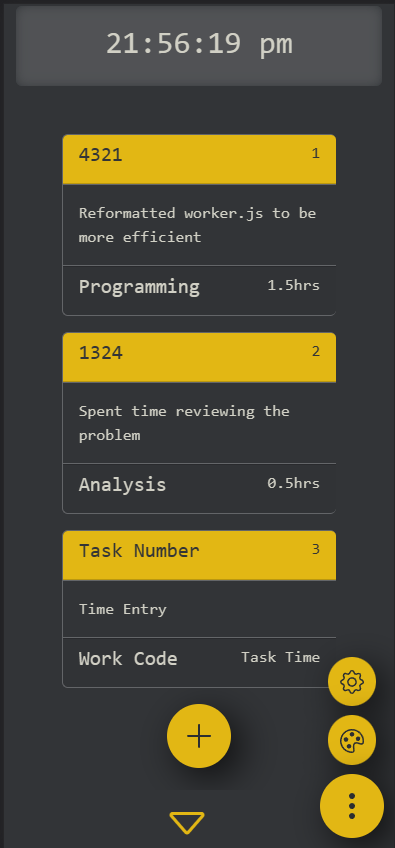 21:56:19 pm
4321 1
Reformatted worker.js to be
more efficient
Programming 1.5hrs
1324 2
Spent time reviewing the
problem
Analysis 0.5hrs
Task Number 3
Time Entry
Work Code Task Time